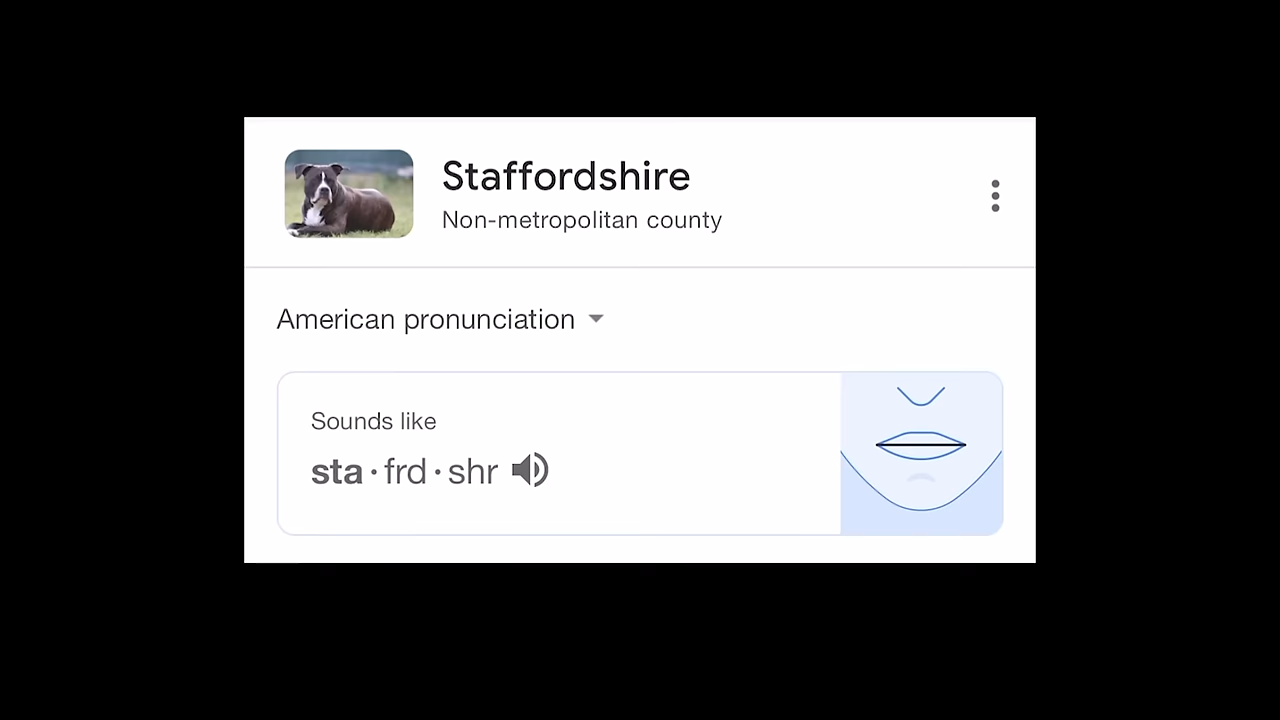 Staffordshire
Non-metropolitan county
American pronunciation
Sounds like
sta·frd·shr